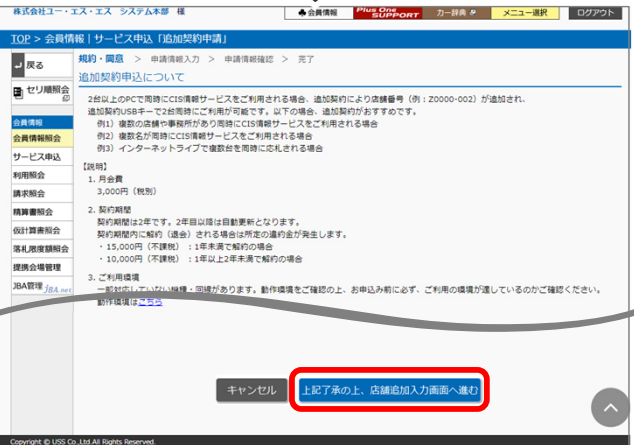 株式会社ユー・エス・エス システム本部 様
会員情報
Plus One SUPPORT
カー辞典
メニュー選択
ログアウト
TOP > 会員情報 | サービス申込「追加契約申請」
戻る
セリ順照会
会員情報
会員情報照会
サービス申込
利用照会
請求照会
精算書照会
仮計算書照会
落札限度額照会
提携会場管理
JBA管理 JBA.net
規約・同意 > 申請情報入力 > 申請情報確認 > 完了
追加契約申込について
2台以上のPCで同時にCIS情報サービスをご利用される場合、追加契約により店舗番号（例：Z0000-002）が追加され、
追加契約USBキーで2台同時にご利用が可能です。以下の場合、追加契約がおすすめです。
例1）複数の店舗や事務所があり同時にCIS情報サービスをご利用される場合
例2）複数名が同時にCIS情報サービスをご利用される場合
例3）インターネットライブで複数台を同時に応札される場合
【説明】
1. 月会費
3,000円（税別）
2. 契約期間
契約期間は2年です。2年目以降は自動更新となります。
契約期間内に解約（退会）される場合は所定の違約金が発生します。
・15,000円（不課税）：1年未満で解約の場合
・10,000円（不課税）：1年以上2年未満で解約の場合
3. ご利用環境
一部対応していない機種・回線があります。動作環境をご確認の上、お申込み前に必ず、ご利用の環境が適しているのかご確認ください。
動作環境はこちら
キャンセル
上記了承の上、店舗追加入力画面へ進む
Copyright © USS Co.,Ltd.All Rights Reserved.